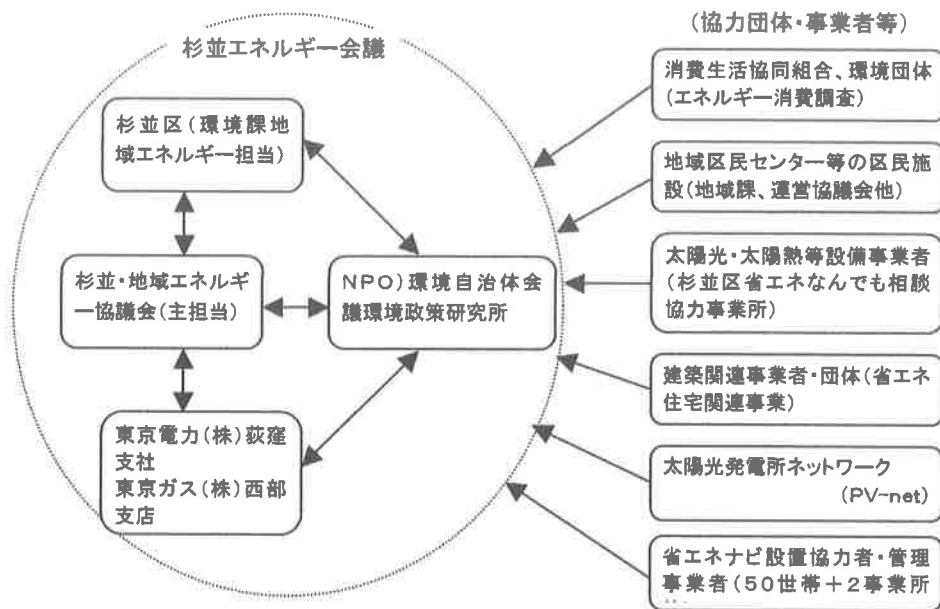 杉並エネルギー会議
杉並区(環境課地
域エネルギー担当)
杉並・地域エネルギ
ー協議会(主担当)
NPO)環境自治体会
議環境政策研究所
東京電力(株)荻窪
支社
東京ガス(株)西部
支店
(協力団体・事業者等)
消費生活協同組合、環境団体
(エネルギー消費調査)
地域区民センター等の区民施
設(地域課、運営協議会他)
太陽光・太陽熱等設備事業者
(杉並区省エネなんでも相談
協力事業所)
建築関連事業者・団体(省エネ
住宅関連事業)
太陽光発電所ネットワーク
(PV-net)
省エネナビ設置協力者・管理
事業者(50世帯+2事業所